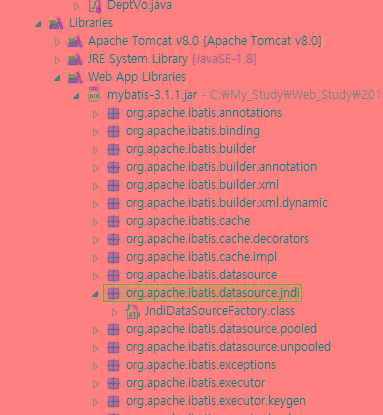 DeptVo.java
Libraries
Apache Tomcat v8.0 [Apache Tomcat v8.0]
JRE System Library [JavaSE-1.8]
Web App Libraries
mybatis-3.1.1.jar - C:₩My_Study₩Web_Study₩201
org.apache.ibatis.annotations
org.apache.ibatis.binding
org.apache.ibatis.builder
org.apache.ibatis.builder.annotation
org.apache.ibatis.builder.xml
org.apache.ibatis.builder.xml.dynamic
org.apache.ibatis.cache
org.apache.ibatis.cache.decorators
org.apache.ibatis.cache.impl
org.apache.ibatis.datasource
org.apache.ibatis.datasource.jndi
JndiDataSourceFactory.class
org.apache.ibatis.datasource.pooled
org.apache.ibatis.datasource.unpooled
org.apache.ibatis.exceptions
org.apache.ibatis.executor
org.apache.ibatis.executor.keygen